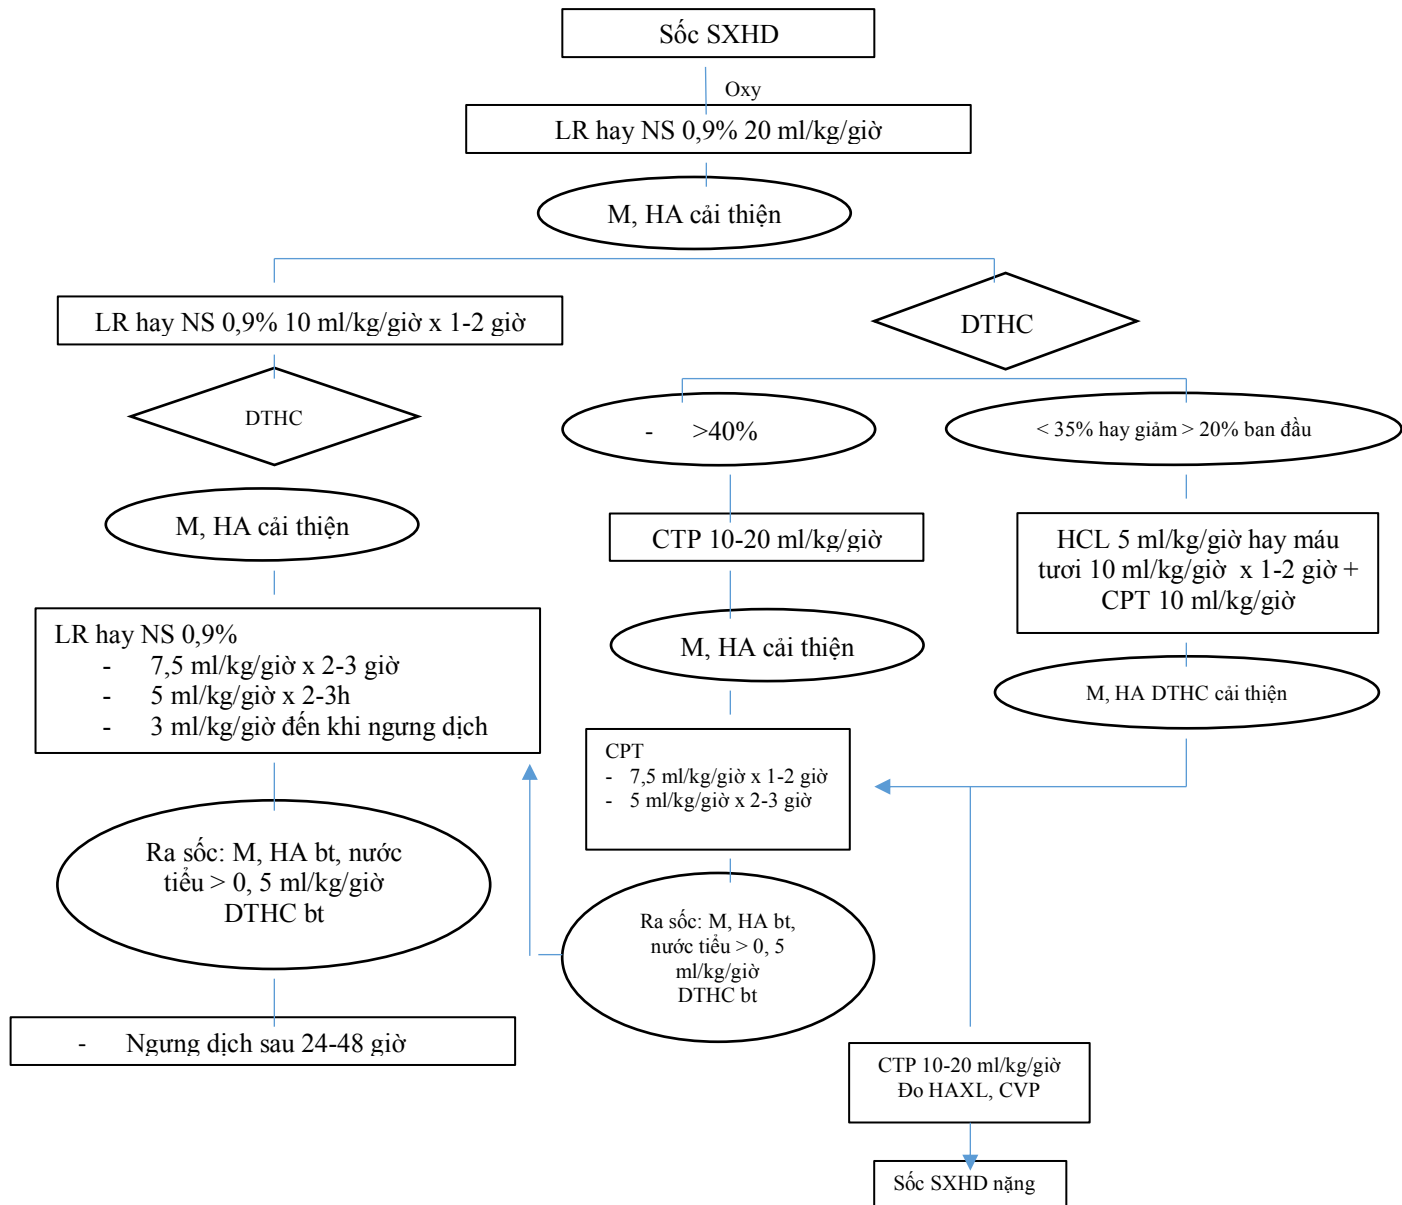 Sốc SXHD
Oxy
LR hay NS 0,9% 20 ml/kg/giờ
M, HA cải thiện
LR hay NS 0,9% 10 ml/kg/giờ x 1-2 giờ
DTHC
DTHC
- >40%
< 35% hay giảm > 20% ban đầu
M, HA cải thiện
CTP 10-20 ml/kg/giờ
HCL 5 ml/kg/giờ hay máu
tươi 10 ml/kg/giờ x 1-2 giờ +
CPT 10 ml/kg/giờ
LR hay NS 0,9%
- 7,5 ml/kg/giờ x 2-3 giờ
- 5 ml/kg/giờ x 2-3h
- 3 ml/kg/giờ đến khi ngưng dịch
M, HA cải thiện
M, HA DTHC cải thiện
CPT
- 7,5 ml/kg/giờ x 1-2 giờ
- 5 ml/kg/giờ x 2-3 giờ
Ra sốc: M, HA bt, nước
tiểu > 0, 5 ml/kg/giờ
DTHC bt
Ra sốc: M, HA bt,
nước tiểu > 0, 5
ml/kg/giờ
DTHC bt
- Ngưng dịch sau 24-48 giờ
CTP 10-20 ml/kg/giờ
Đo HAXL, CVP
Sốc SXHD nặng